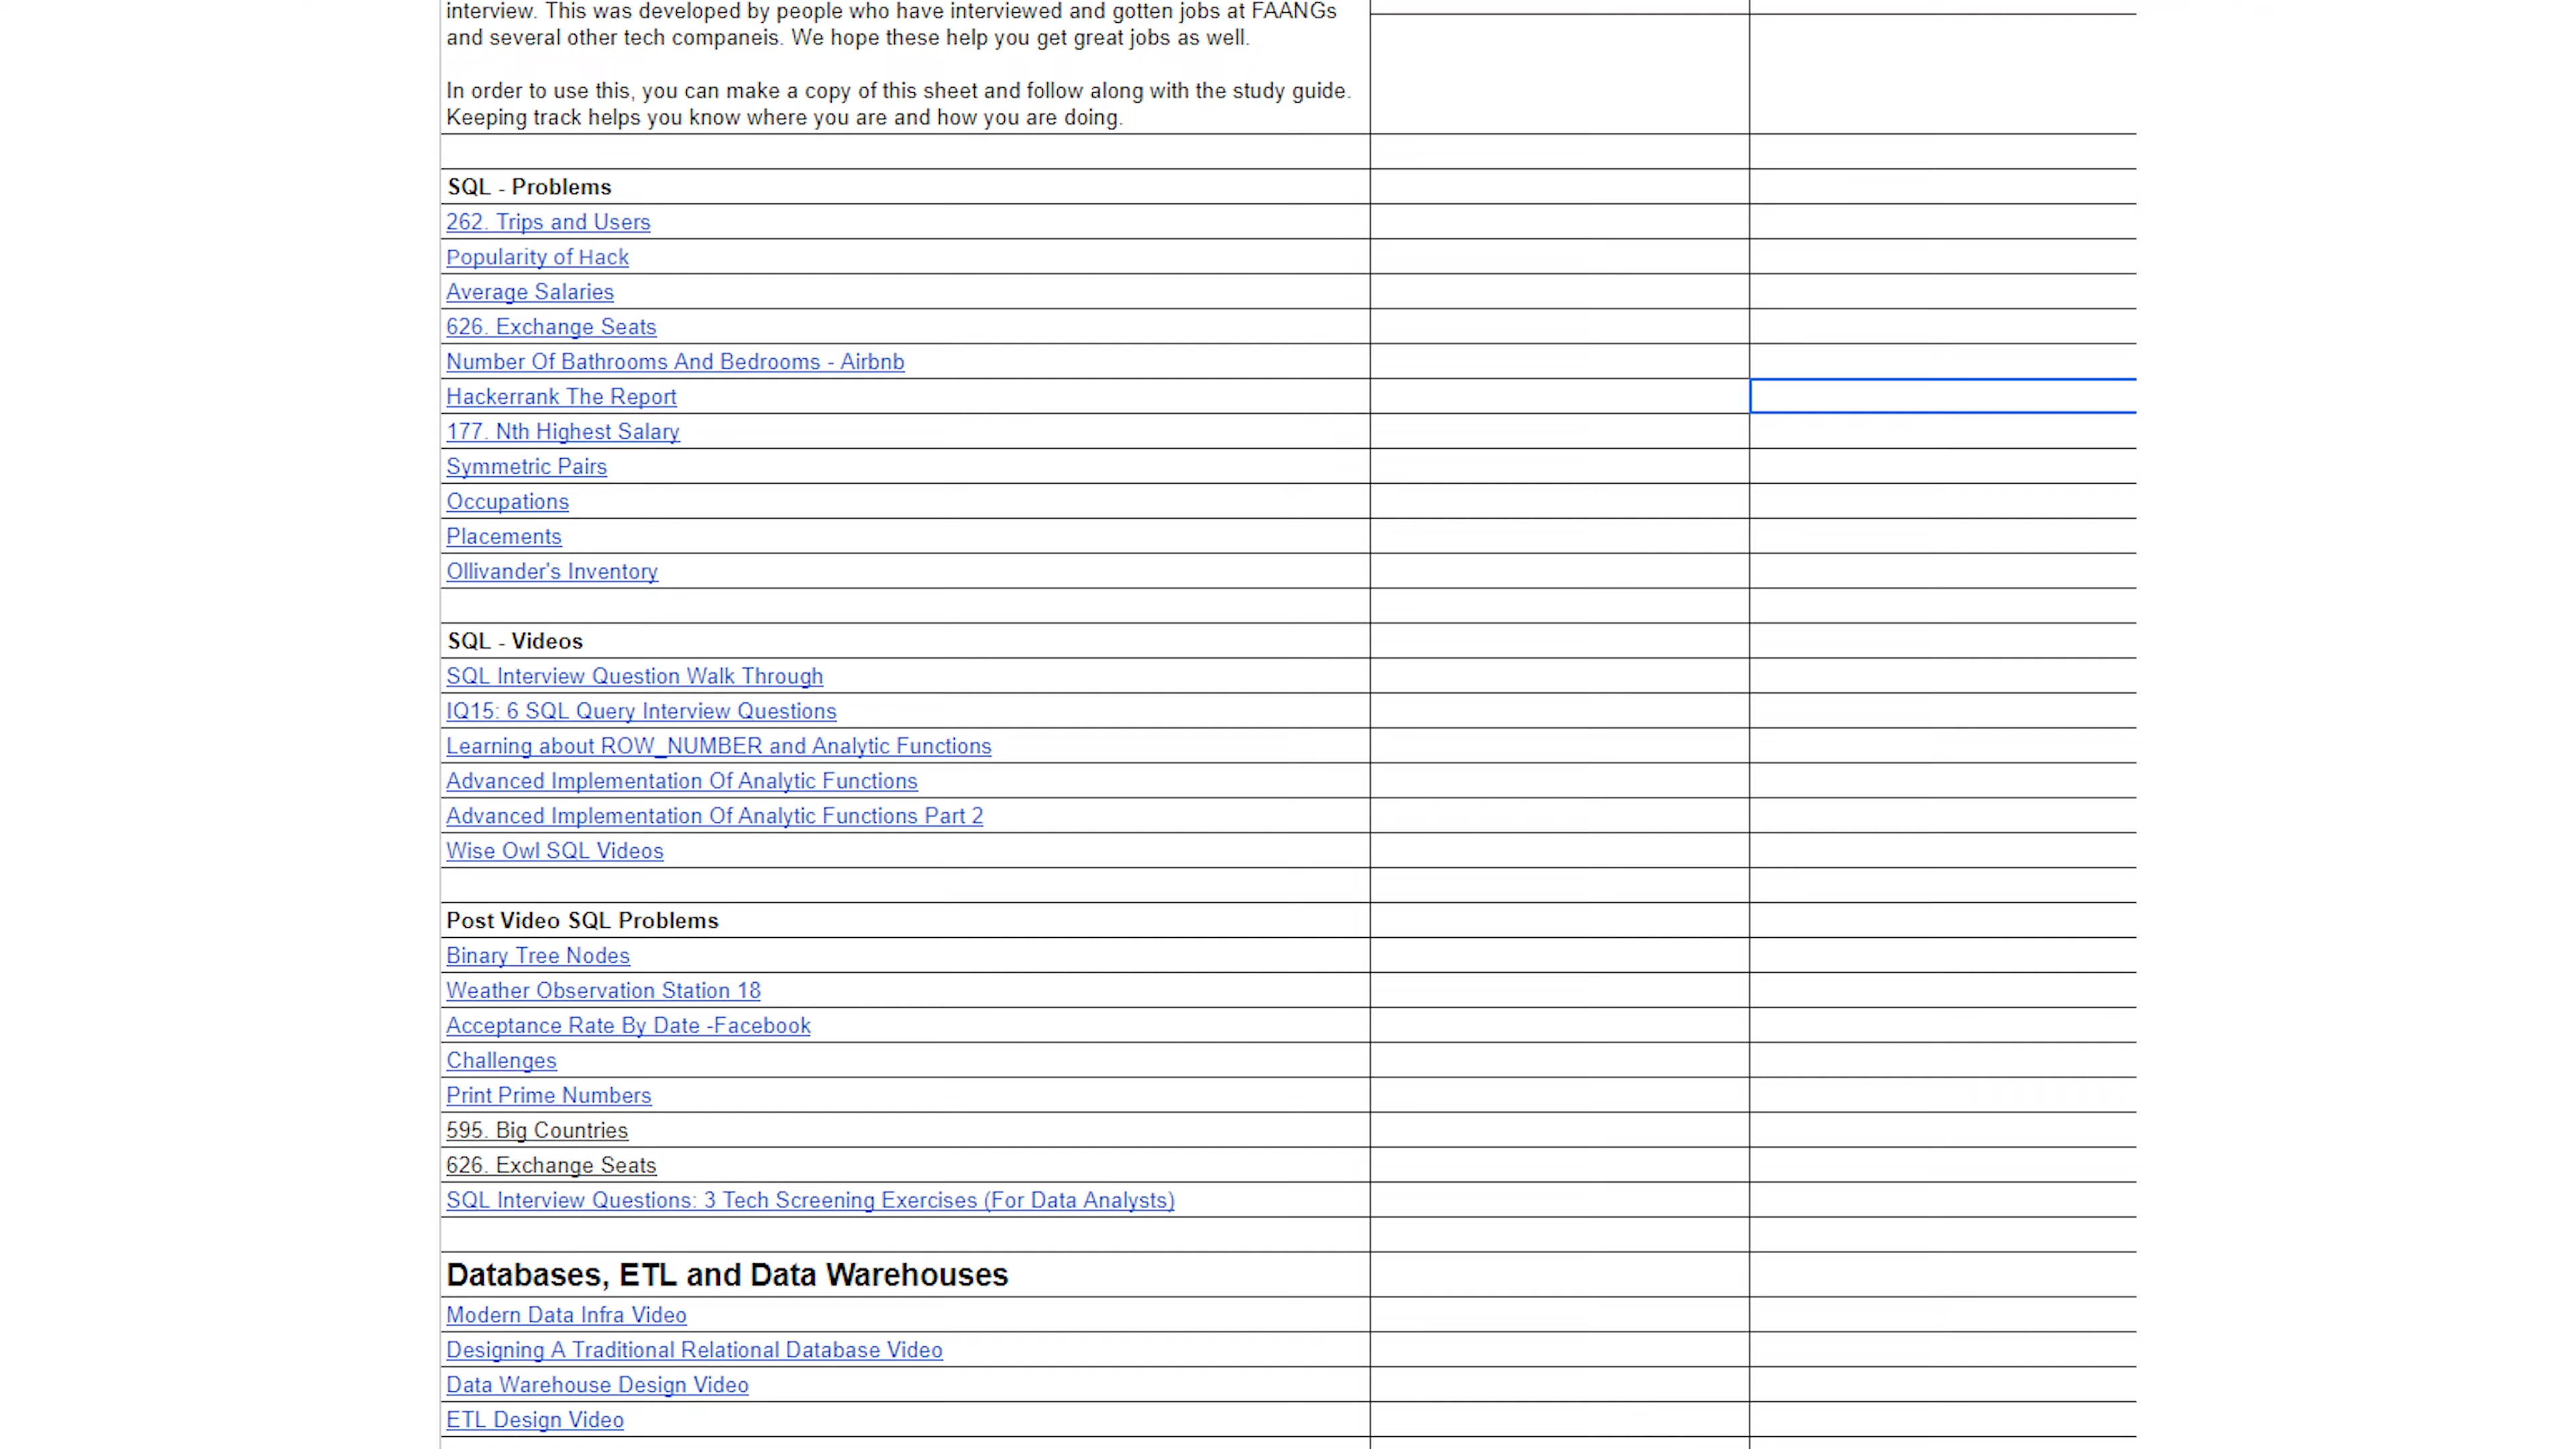 interview. This was developed by people who have interviewed and gotten jobs at FAANGs
and several other tech companeis. We hope these help you get great jobs as well.
In order to use this, you can make a copy of this sheet and follow along with the study guide.
Keeping track helps you know where you are and how you are doing.
SQL - Problems
262. Trips and Users
Popularity of Hack
Average Salaries
626. Exchange Seats
Number Of Bathrooms And Bedrooms - Airbnb
Hackerrank The Report
177. Nth Highest Salary
Symmetric Pairs
Occupations
Placements
Ollivander's Inventory
SQL - Videos
SQL Interview Question Walk Through
IQ15: 6 SQL Query Interview Questions
Learning about ROW_NUMBER and Analytic Functions
Advanced Implementation Of Analytic Functions
Advanced Implementation Of Analytic Functions Part 2
Wise Owl SQL Videos
Post Video SQL Problems
Binary Tree Nodes
Weather Observation Station 18
Acceptance Rate By Date -Facebook
Challenges
Print Prime Numbers
595. Big Countries
626. Exchange Seats
SQL Interview Questions: 3 Tech Screening Exercises (For Data Analysts)
Databases, ETL and Data Warehouses
Modern Data Infra Video
Designing A Traditional Relational Database Video
Data Warehouse Design Video
ETL Design Video